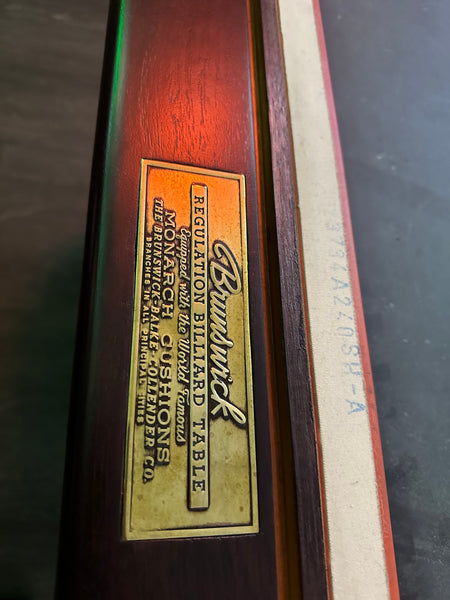 Brunswick
REGULATION BILLIARD TABLE
Equipped with the World Famous
MONARCH CUSHIONS
THE BRUNSWICK-BALKE-COLLENDER CO.
BRANCHES IN ALL PRINCIPAL CITIES